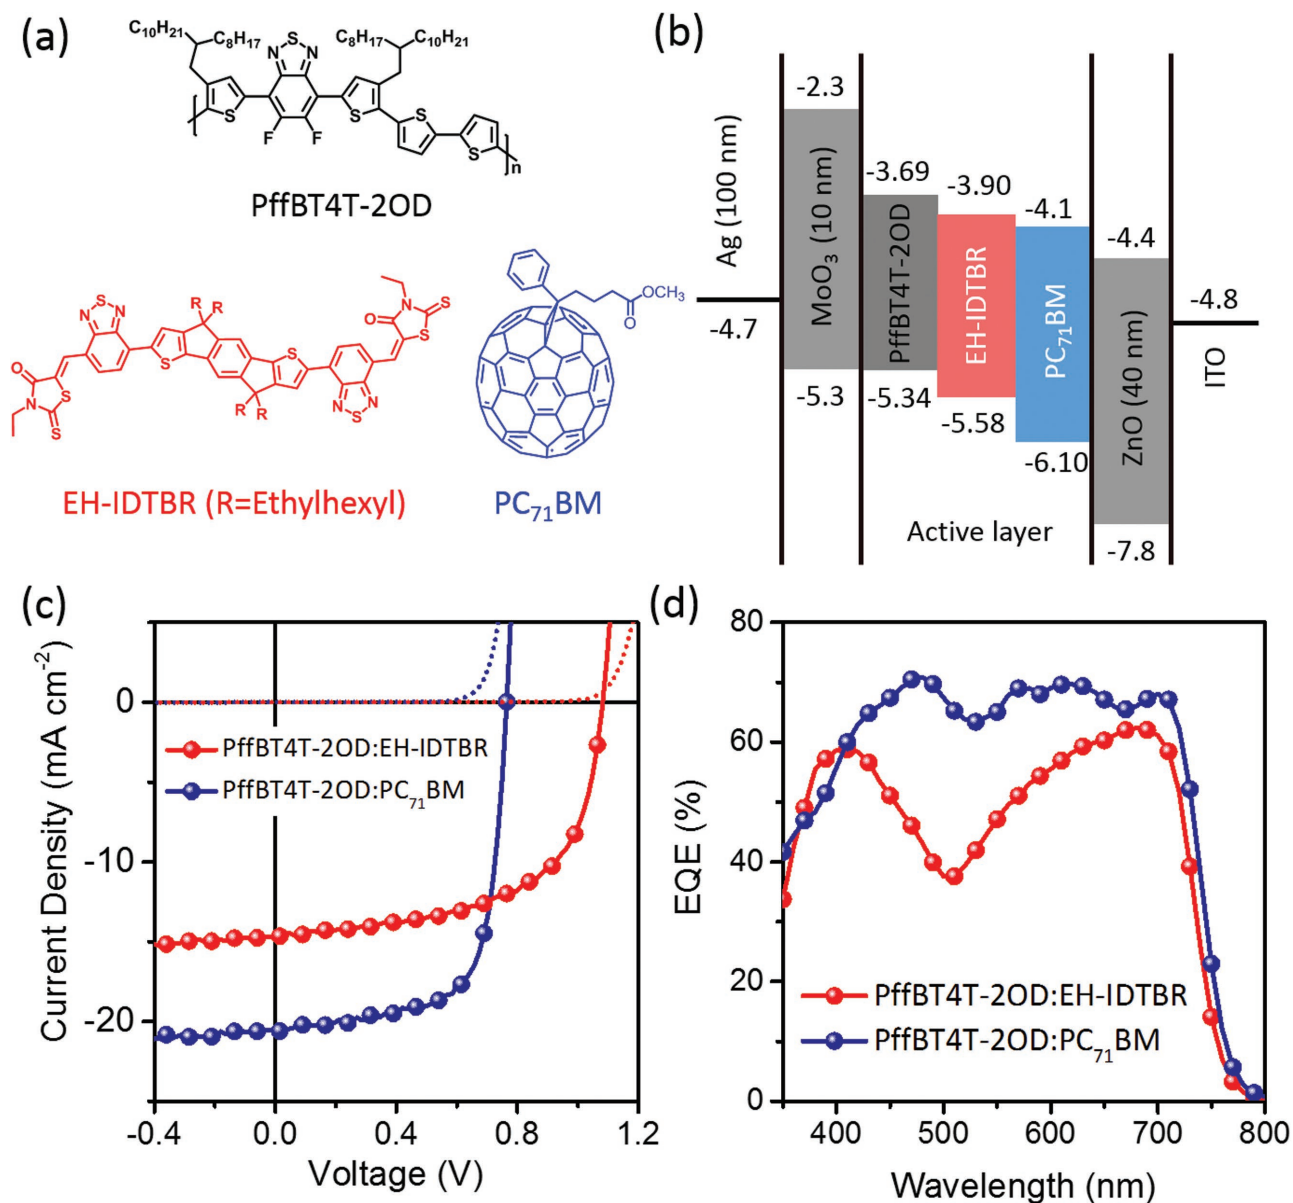 (a)
C₁₀H₂₁
C₈H₁₇
N S N
C₈H₁₇
C₁₀H₂₁
S
S
S
F F
S
n
PffBT4T-2OD
N S N
R R
S
N
S
O
S
S
O
N
S
S
R R
N S N
S
EH-IDTBR (R=Ethylhexyl)
OCH₃
O
PC₇₁BM
(b)
Ag (100 nm)
-4.7
-2.3
MoO₃ (10 nm)
-5.3
-3.69
PffBT4T-2OD
-5.34
-3.90
EH-IDTBR
-5.58
-4.1
PC₇₁BM
-6.10
-4.4
ZnO (40 nm)
-7.8
-4.8
ITO
Active layer
(c)
Current Density (mA cm⁻²)
0
-10
-20
PffBT4T-2OD:EH-IDTBR
PffBT4T-2OD:PC₇₁BM
-0.4 0.0 0.4 0.8 1.2
Voltage (V)
(d)
EQE (%)
80
60
40
20
0
PffBT4T-2OD:EH-IDTBR
PffBT4T-2OD:PC₇₁BM
400 500 600 700 800
Wavelength (nm)